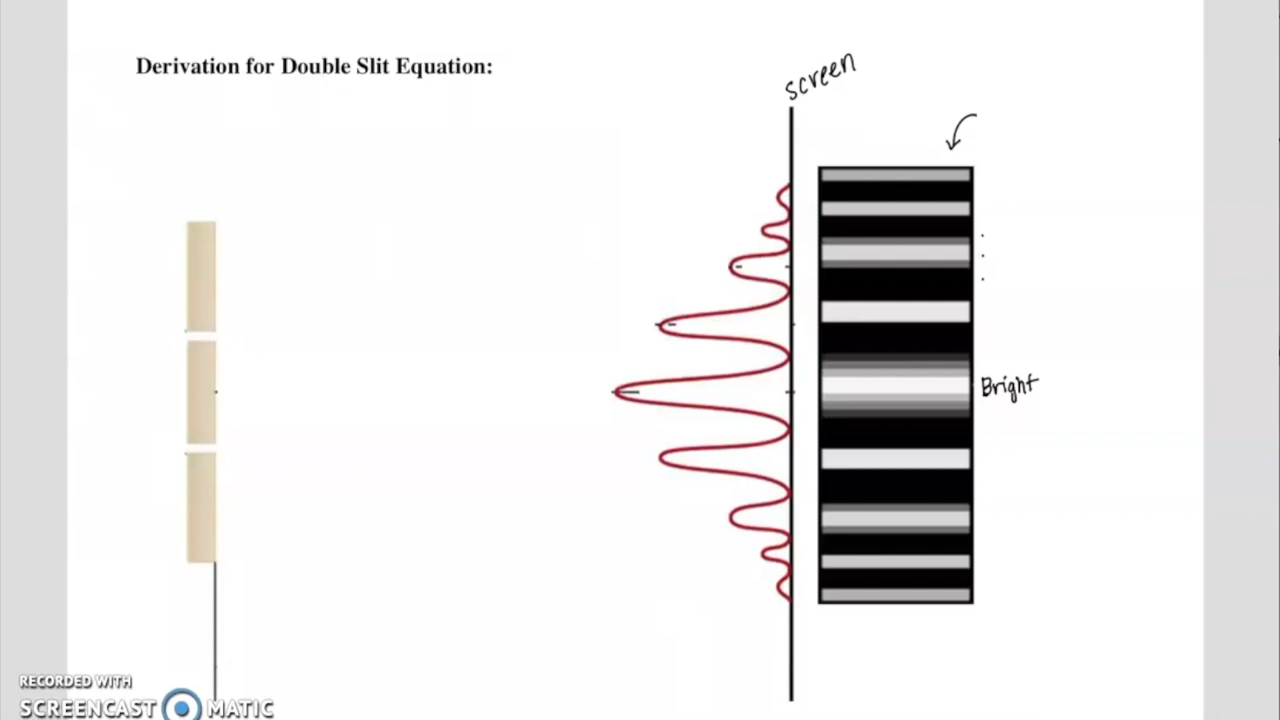 Derivation for Double Slit Equation:
screen
Bright
RECORDED WITH
SCREENCAST MATIC